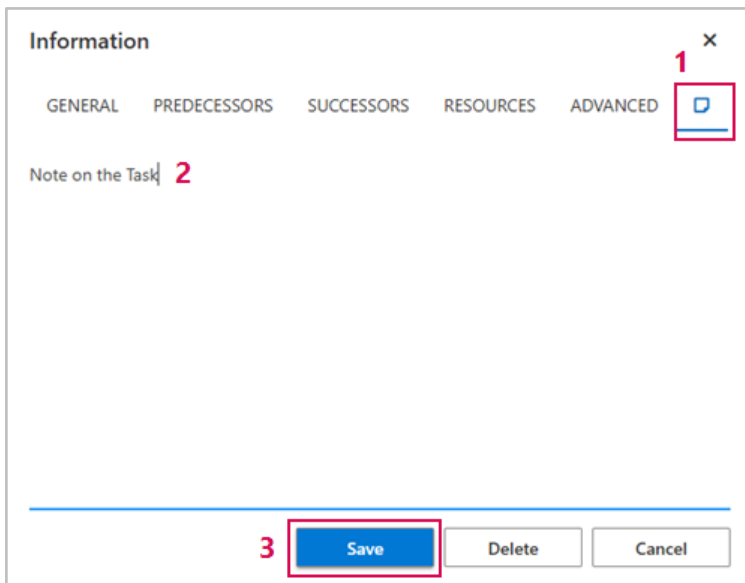 Information
1
GENERAL PREDECESSORS SUCCESSORS RESOURCES ADVANCED
Note on the Task 2
3 Save Delete Cancel